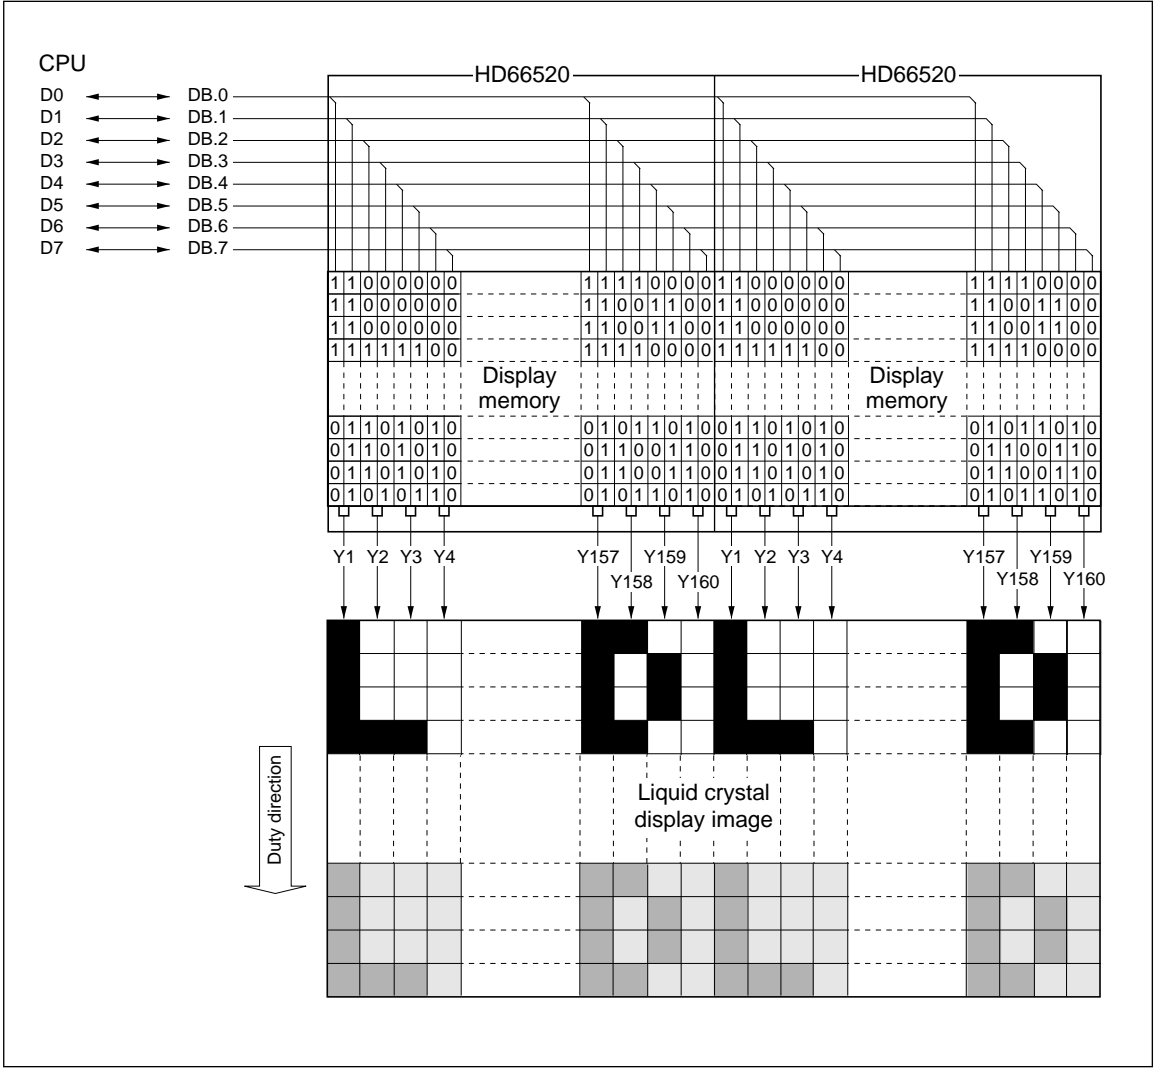 HD66520 HD66520
CPU
D0 DB.0
D1 DB.1
D2 DB.2
D3 DB.3
D4 DB.4
D5 DB.5
D6 DB.6
D7 DB.7
1 1 0 0 0 0 0 0 1 1 1 1 0 0 0 0 1 1 0 0 0 0 0 0 1 1 1 1 0 0 0 0
1 1 0 0 0 0 0 0 1 1 0 0 1 1 0 0 1 1 0 0 0 0 0 0 1 1 0 0 1 1 0 0
1 1 0 0 0 0 0 0 1 1 0 0 1 1 0 0 1 1 0 0 0 0 0 0 1 1 0 0 1 1 0 0
1 1 1 1 1 1 0 0 1 1 1 1 0 0 0 0 1 1 1 1 1 1 0 0 1 1 1 1 0 0 0 0
Display Display
memory memory
0 1 1 0 1 0 1 0 0 1 0 1 1 0 1 0 0 1 1 0 1 0 1 0 0 1 0 1 1 0 1 0
0 1 1 0 1 0 1 0 0 1 1 0 0 1 1 0 0 1 1 0 1 0 1 0 0 1 1 0 0 1 1 0
0 1 1 0 1 0 1 0 0 1 1 0 0 1 1 0 0 1 1 0 1 0 1 0 0 1 1 0 0 1 1 0
0 1 0 1 0 1 1 0 0 1 0 1 1 0 1 0 0 1 0 1 0 1 1 0 0 1 0 1 1 0 1 0
Y1 Y2 Y3 Y4 Y157 Y159 Y1 Y2 Y3 Y4 Y157 Y159
Y158 Y160 Y158 Y160
Liquid crystal
display image
Duty direction